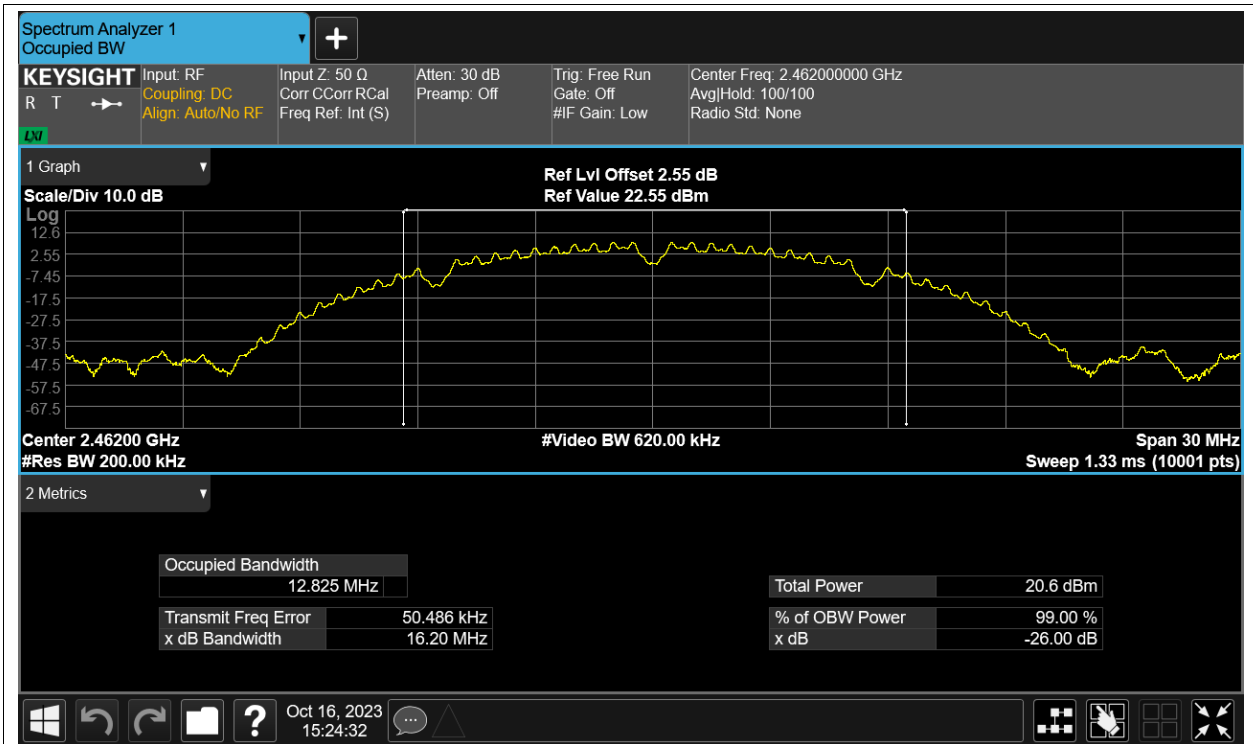 Spectrum Analyzer 1
Occupied BW
KEYSIGHT
R T
LXI
Input: RF
Coupling: DC
Align: Auto/No RF
Input Z: 50 Ω
Corr CCorr RCal
Freq Ref: Int (S)
Atten: 30 dB
Preamp: Off
Trig: Free Run
Gate: Off
#IF Gain: Low
Center Freq: 2.462000000 GHz
Avg|Hold: 100/100
Radio Std: None
1 Graph
Scale/Div 10.0 dB
Ref Lvl Offset 2.55 dB
Ref Value 22.55 dBm
Log
12.6
2.55
-7.45
-17.5
-27.5
-37.5
-47.5
-57.5
-67.5
Center 2.46200 GHz
#Video BW 620.00 kHz
Span 30 MHz
#Res BW 200.00 kHz
Sweep 1.33 ms (10001 pts)
2 Metrics
Occupied Bandwidth
12.825 MHz
Total Power 20.6 dBm
Transmit Freq Error 50.486 kHz
% of OBW Power 99.00 %
x dB Bandwidth 16.20 MHz
x dB -26.00 dB
?
Oct 16, 2023
15:24:32